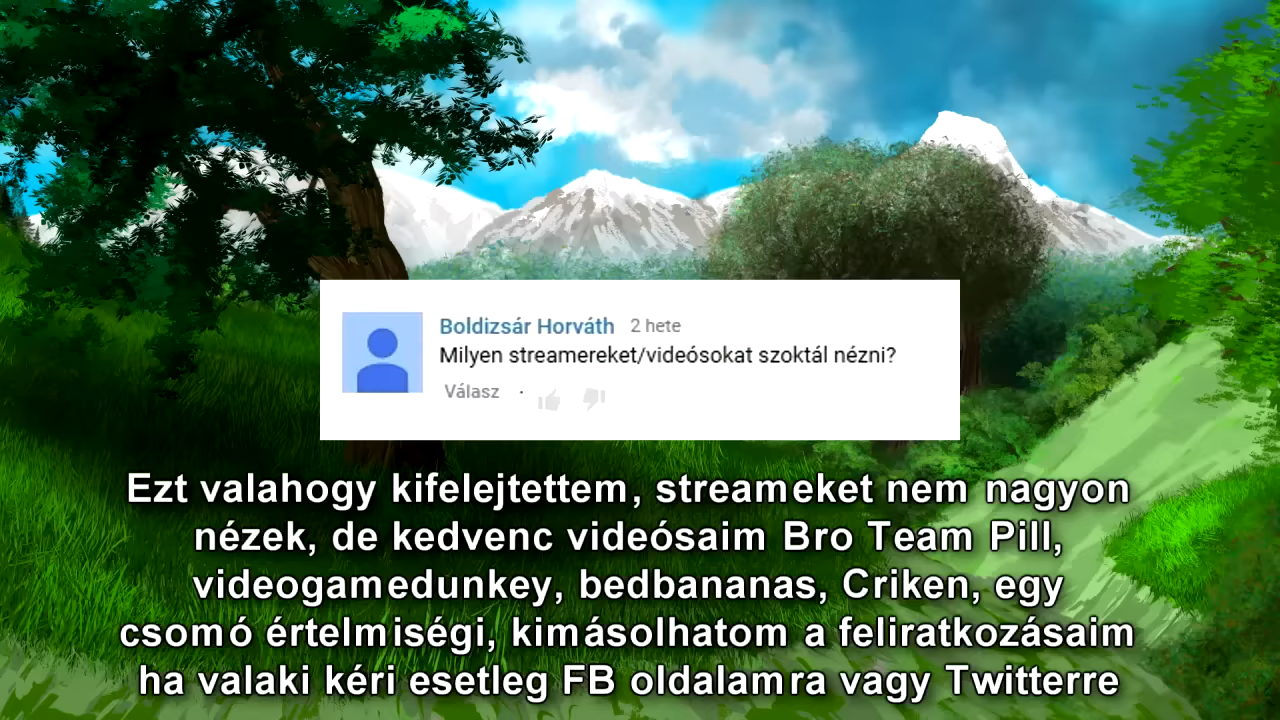 Boldizsár Horváth 2 hete
Milyen streamereket/videósokat szoktál nézni?
Válasz ·
Ezt valahogy kifelejtettem, streameket nem nagyon
nézek, de kedvenc videósaim Bro Team Pill,
videogamedunkey, bedbananas, Criken, egy
csomó értelmiségi, kimásolhatom a feliratkozásaim
ha valaki kéri esetleg FB oldalamra vagy Twitterre